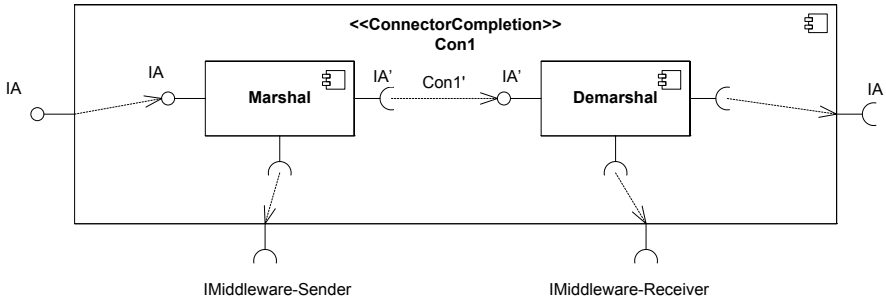 <<ConnectorCompletion>>
Con1
IA
IA
Marshal
IA’
Con1'
IA’
Demarshal
IA
IMiddleware-Sender
IMiddleware-Receiver